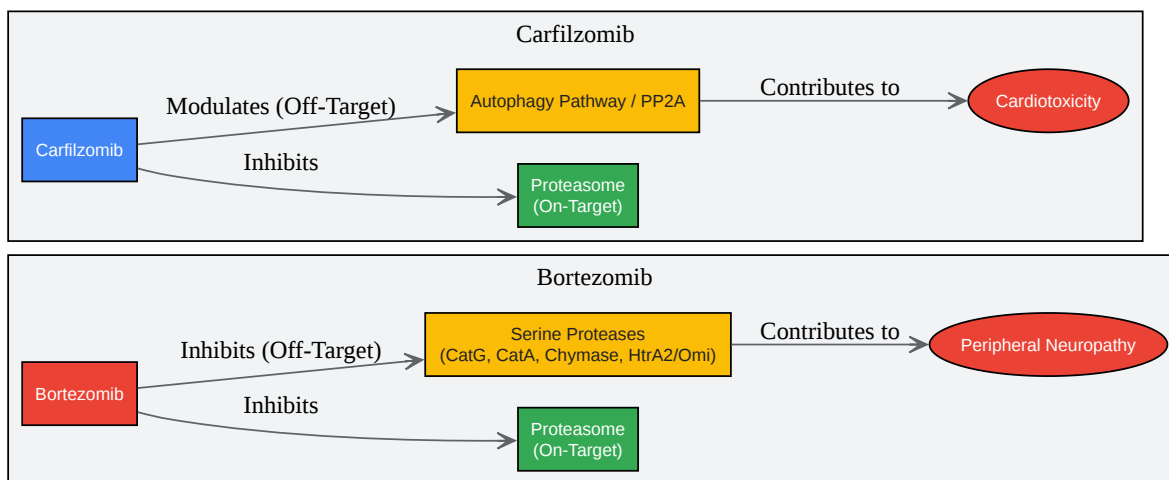 Carfilzomb
Modulates (Off-Target)
Autophagy Pathway / PP2A
Contributes to
Cardiotoxicity
Carfilzomib
Inhibits
Proteasome
(On-Target)
Bortezomib
Inhibits (Off-Target)
Serine Proteases
(CatG, CatA, Chymase, HtrA2/Omi)
Contributes to
Peripheral Neuropathy
Bortezomib
Inhibits
Proteasome
(On-Target)